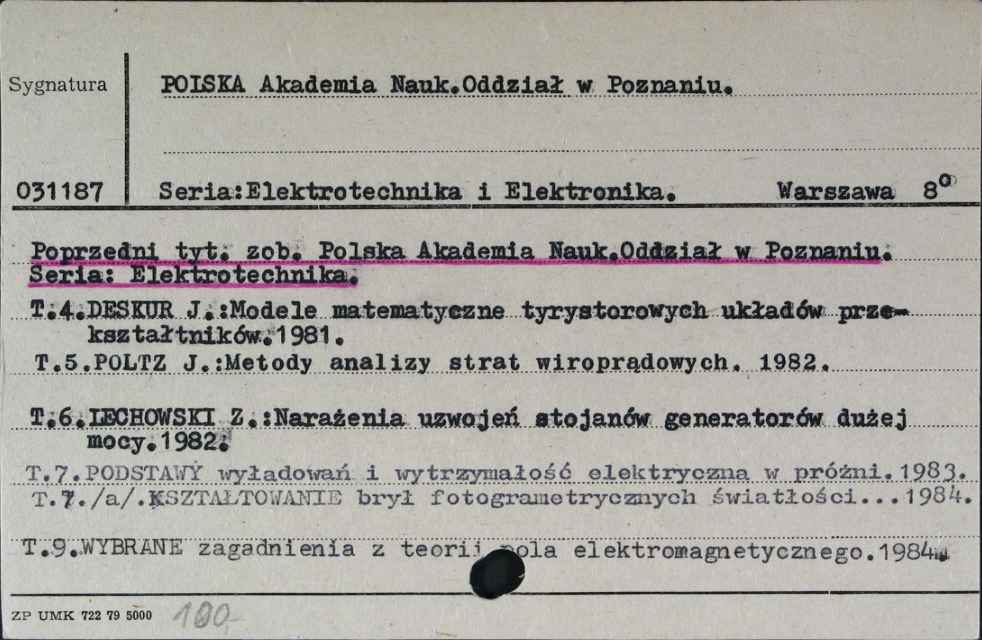 Sygnatura
POISKA Akademia Nauk.Oddział w Poznaniu.
031187
Seria:Elektrotechnika i Elektronika. Warszawa 8°
Poprzedni tyt. zob. Polska Akademia Nauk.Oddział w Poznaniu.
Seria: Elektrotechnika.
T.4.DESKUR J.:Modele matematyczne tyrystorowych układów prze-
kształtników.1981.
T.5.POLTZ J.:Metody analizy strat wiroprądowych. 1982.
T.6.LECHOWSKI Z.:Narażenia uzwojeń stojanów generatorów dużej
mocy.1982.
T.7.PODSTAWY wyładowań i wytrzymałość elektryczna w próżni.1983.
T.7./a/.KSZTAŁTOWANIE brył fotogrametrycznych światłości...1984.
T.9.WYBRANE zagadnienia z teorii pola elektromagnetycznego.1984.
ZP UMK 722 79 5000 100,-